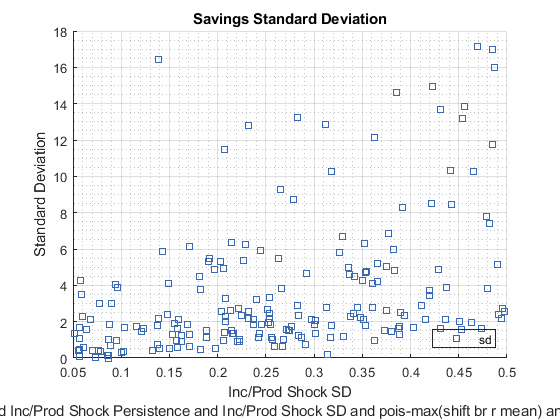 Savings Standard Deviation
18
16
14
12
10
8
6
4
2
0
Standard Deviation
sd
0.05 0.1 0.15 0.2 0.25 0.3 0.35 0.4 0.45 0.5
Inc/Prod Shock SD
d Inc/Prod Shock Persistence and Inc/Prod Shock SD and pois-max(shift br r mean) ar